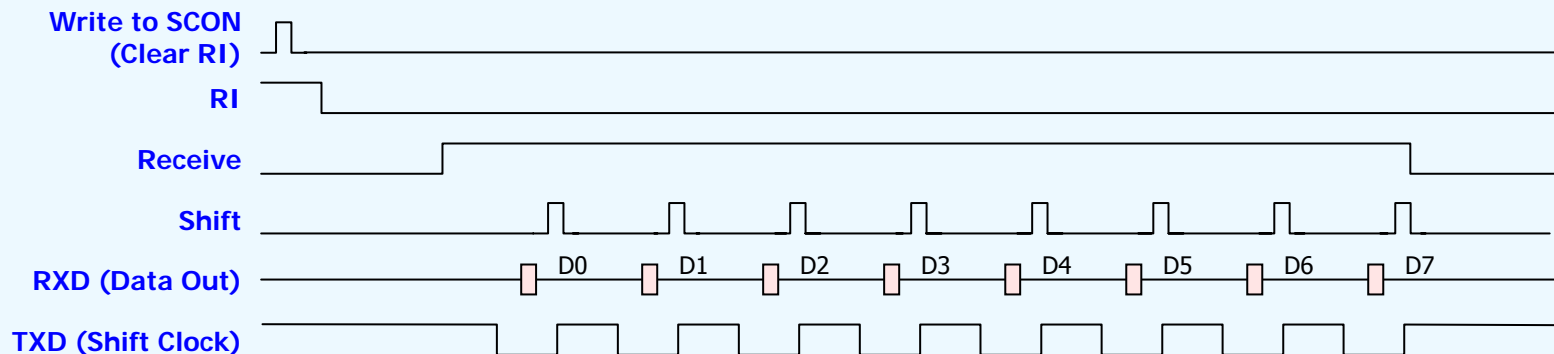 Write to SCON
(Clear RI)
RI
Receive
Shift
RXD (Data Out)
D0 D1 D2 D3 D4 D5 D6 D7
TXD (Shift Clock)